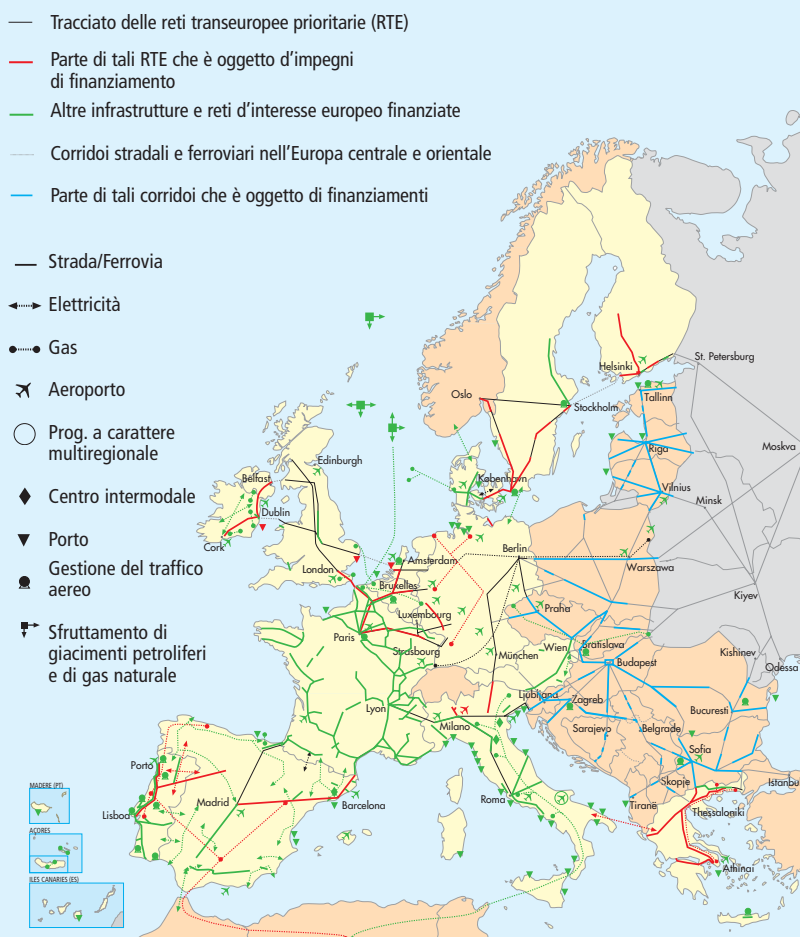 Tracciato delle reti transeuropee prioritarie (RTE)
Parte di tali RTE che è oggetto d'impegni
di finanziamento
Altre infrastrutture e reti d'interesse europeo finanziate
Corridoi stradali e ferroviari nell'Europa centrale e orientale
Parte di tali corridoi che è oggetto di finanziamenti
Strada/Ferrovia
Elettricità
Gas
Aeroporto
Prog. a carattere
multiregionale
Centro intermodale
Porto
Gestione del traffico
aereo
Sfruttamento di
giacimenti petroliferi
e di gas naturale
St. Petersburg
Helsinki
Oslo
Tallinn
Stockholm
Moskva
Riga
Edinburgh
Belfast
København
Vilnius
Minsk
Dublin
Cork
Berlin
Amsterdam
London
Warszawa
Bruxelles
Kiyev
Luxembourg
Praha
Paris
Strasbourg
München
Wien
Bratislava
Kishinev
Budapest
Odessa
Ljubljana
Zagreb
Lyon
Bucuresti
Milano
Sarajevo
Belgrade
Sofia
Porto
Skopje
Istanbu
MADERE (PT)
Madrid
Barcelona
Roma
Tiranë
Lisboa
Thessaloniki
AÇORES
Athinai
ILES CANARIES (ES)